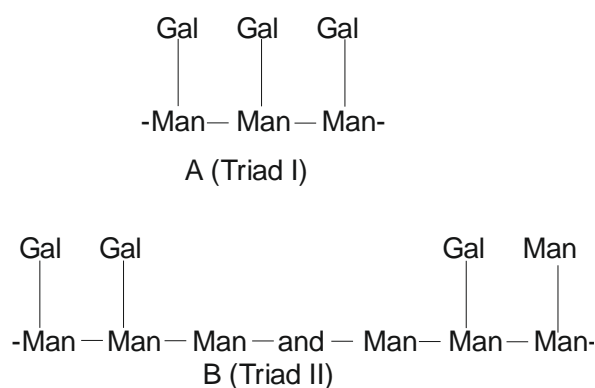 Gal Gal Gal
-Man—Man—Man-
A (Triad I)
Gal Gal Gal Man
-Man—Man—Man—and—Man—Man—Man-
B (Triad II)